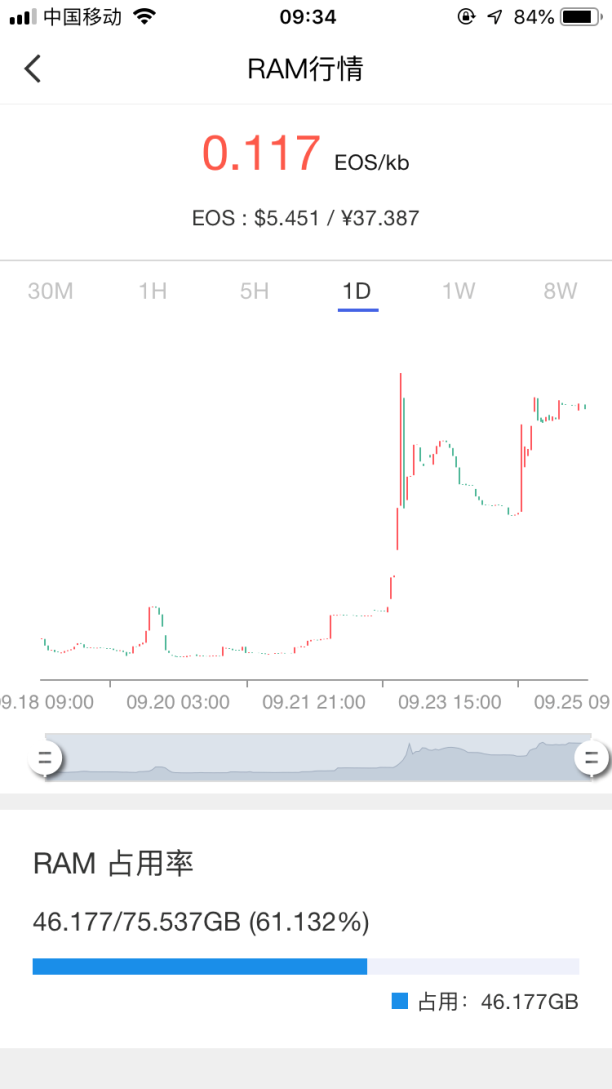 中国移动 09:34 84%
RAM行情
0.117 EOS/kb
EOS : $5.451 / ¥37.387
30M 1H 5H 1D 1W 8W
9.18 09:00 09.20 03:00 09.21 21:00 09.23 15:00 09.25 09
RAM 占用率
46.177/75.537GB (61.132%)
占用：46.177GB